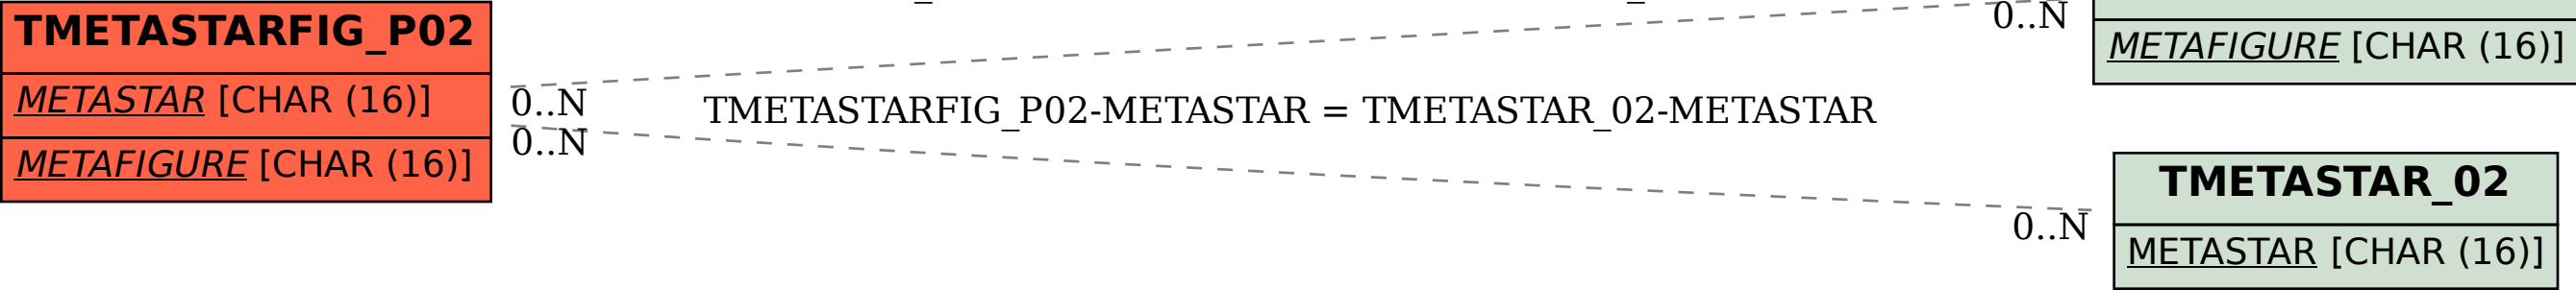 TMETASTARFIG_P02
METASTAR [CHAR (16)]
METAFIGURE [CHAR (16)]
0..N
0..N
TMETASTARFIG_P02-METASTAR = TMETASTAR_02-METASTAR
0..N
METAFIGURE [CHAR (16)]
0..N
TMETASTAR_02
METASTAR [CHAR (16)]